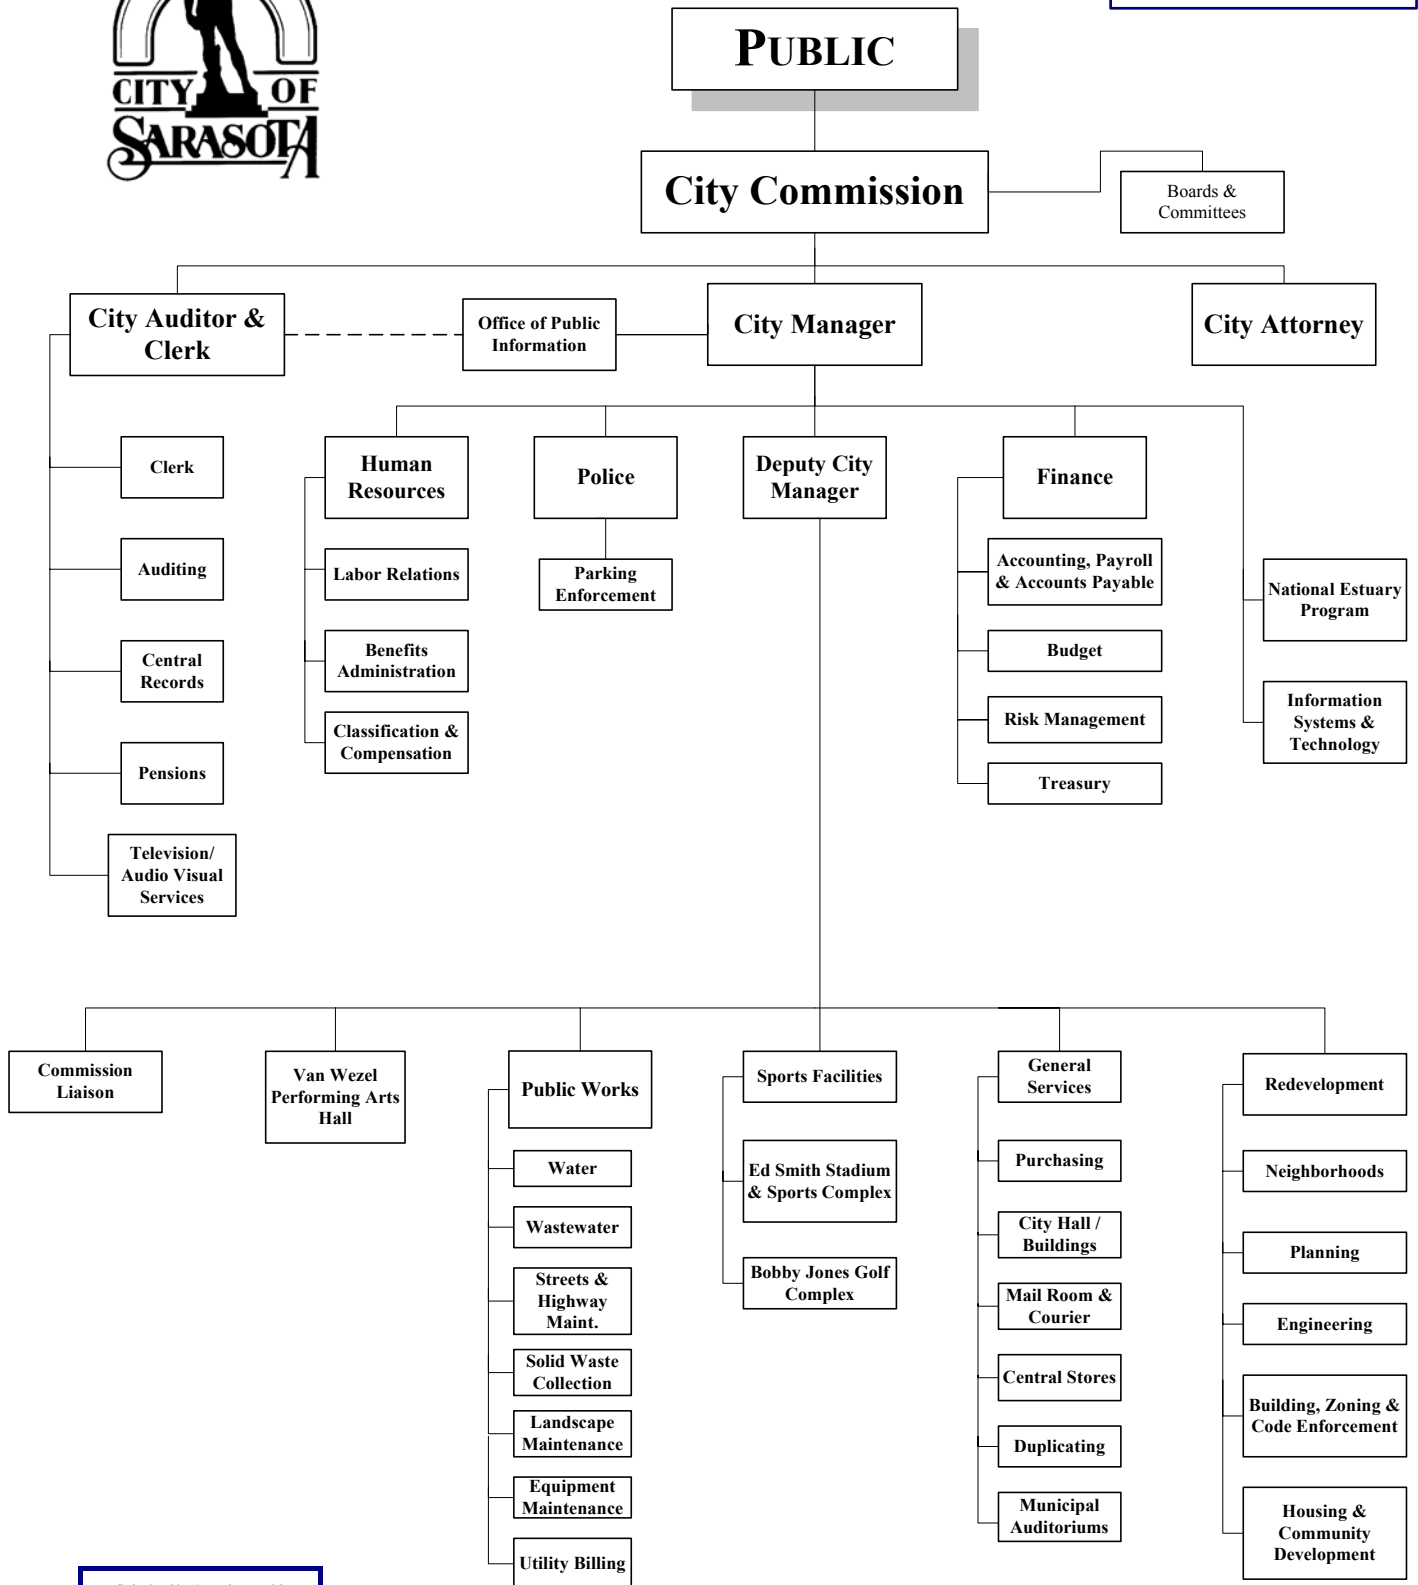 PUBLIC
CITY OF
SARASOTA
City Commission
Boards &
Committees
City Auditor &
Clerk
Office of Public
Information
City Manager
City Attorney
Clerk
Auditing
Central
Records
Pensions
Television/
Audio Visual
Services
Human
Resources
Labor Relations
Benefits
Administration
Classification &
Compensation
Police
Parking
Enforcement
Deputy City
Manager
Finance
Accounting, Payroll
& Accounts Payable
Budget
Risk Management
Treasury
National Estuary
Program
Information
Systems &
Technology
Commission
Liaison
Van Wezel
Performing Arts
Hall
Public Works
Water
Wastewater
Streets &
Highway
Maint.
Solid Waste
Collection
Landscape
Maintenance
Equipment
Maintenance
Utility Billing
Sports Facilities
Ed Smith Stadium
& Sports Complex
Bobby Jones Golf
Complex
General
Services
Purchasing
City Hall /
Buildings
Mail Room &
Courier
Central Stores
Duplicating
Municipal
Auditoriums
Redevelopment
Neighborhoods
Planning
Engineering
Building, Zoning &
Code Enforcement
Housing &
Community
Development